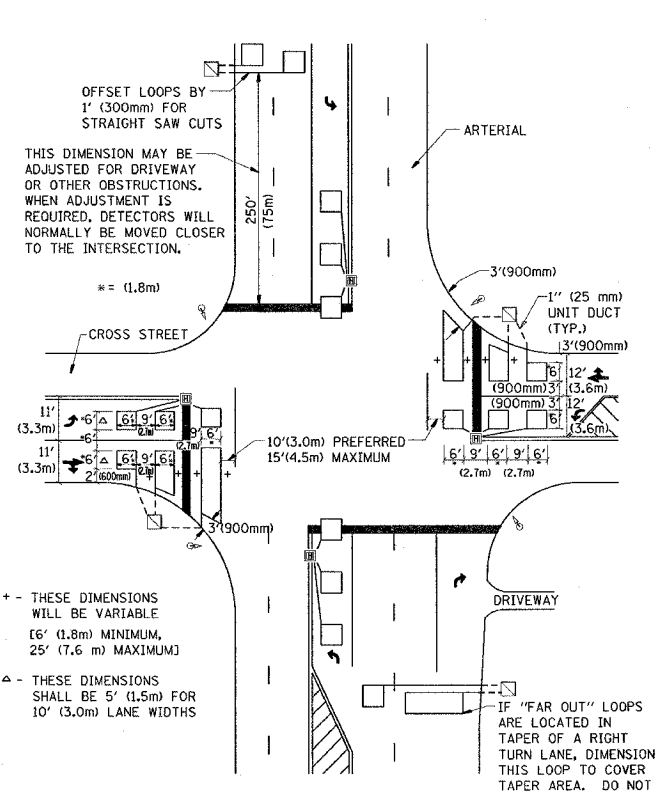 OFFSET LOOPS BY
1' (300mm) FOR
STRAIGHT SAW CUTS
ARTERIAL
THIS DIMENSION MAY BE
ADJUSTED FOR DRIVEWAY
OR OTHER OBSTRUCTIONS.
WHEN ADJUSTMENT IS
REQUIRED, DETECTORS WILL
NORMALLY BE MOVED CLOSER
TO THE INTERSECTION.
250'
(75m)
*= (1.8m)
H
3'(900mm)
1" (25 mm)
UNIT DUCT
(TYP.)
CROSS STREET
3'(900mm)
+ + + +
*6' 12'
(900mm) 3' (3.6m)
(900mm) 3' 12'
*6' (3.6m)
H
6' 9' 6' 9' 6'
* * *
(2.7m) (2.7m)
H
11' *6' △ 6' 9' 6'
(3.3m) (2.7m) 9' 6'
*6' (2.7m) *
11' *6' △ 6' 9' 6'
(3.3m) 2' (600mm) (2.7m) + + + +
10'(3.0m) PREFERRED
15'(4.5m) MAXIMUM
3'(900mm)
H
+ - THESE DIMENSIONS
WILL BE VARIABLE
[6' (1.8m) MINIMUM,
25' (7.6 m) MAXIMUM]
DRIVEWAY
△ - THESE DIMENSIONS
SHALL BE 5' (1.5m) FOR
10' (3.0m) LANE WIDTHS
IF "FAR OUT" LOOPS
ARE LOCATED IN
TAPER OF A RIGHT
TURN LANE, DIMENSION
THIS LOOP TO COVER
TAPER AREA. DO NOT